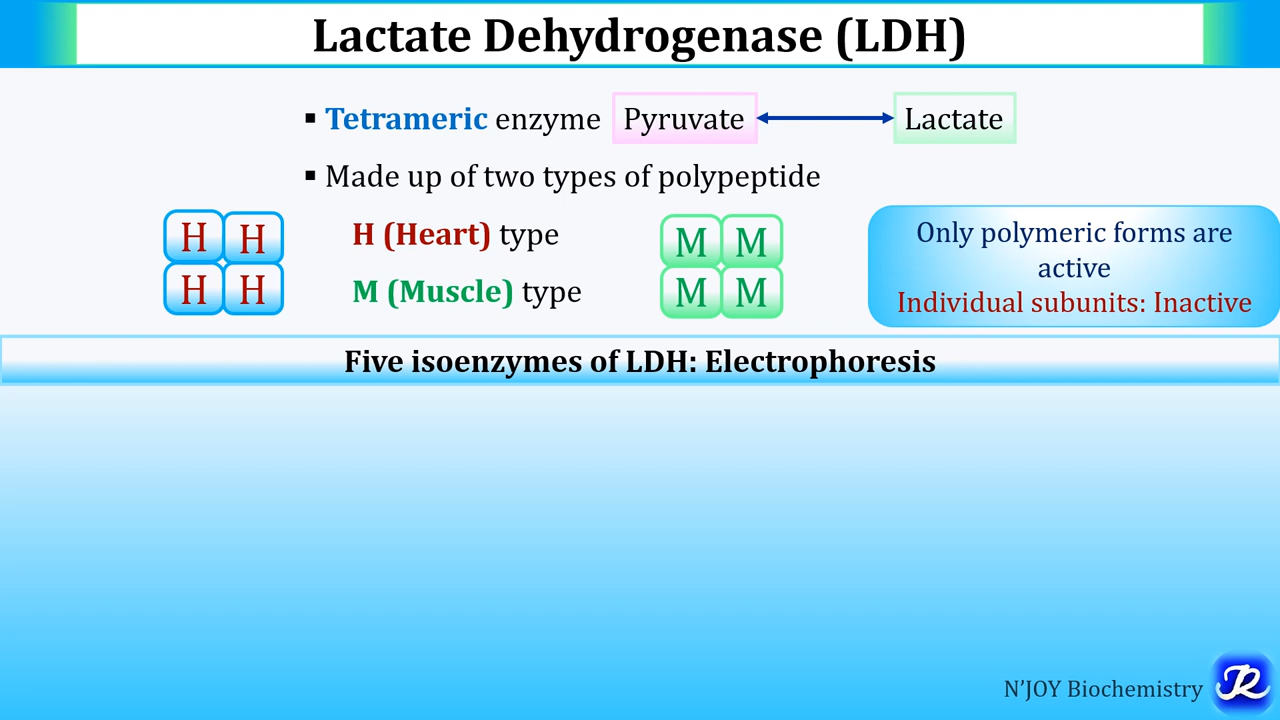 Lactate Dehydrogenase (LDH)
▪ Tetrameric enzyme Pyruvate Lactate
▪ Made up of two types of polypeptide
H H H (Heart) type M M
H H M (Muscle) type M M
Only polymeric forms are
active
Individual subunits: Inactive
Five isoenzymes of LDH: Electrophoresis
N’JOY Biochemistry JR